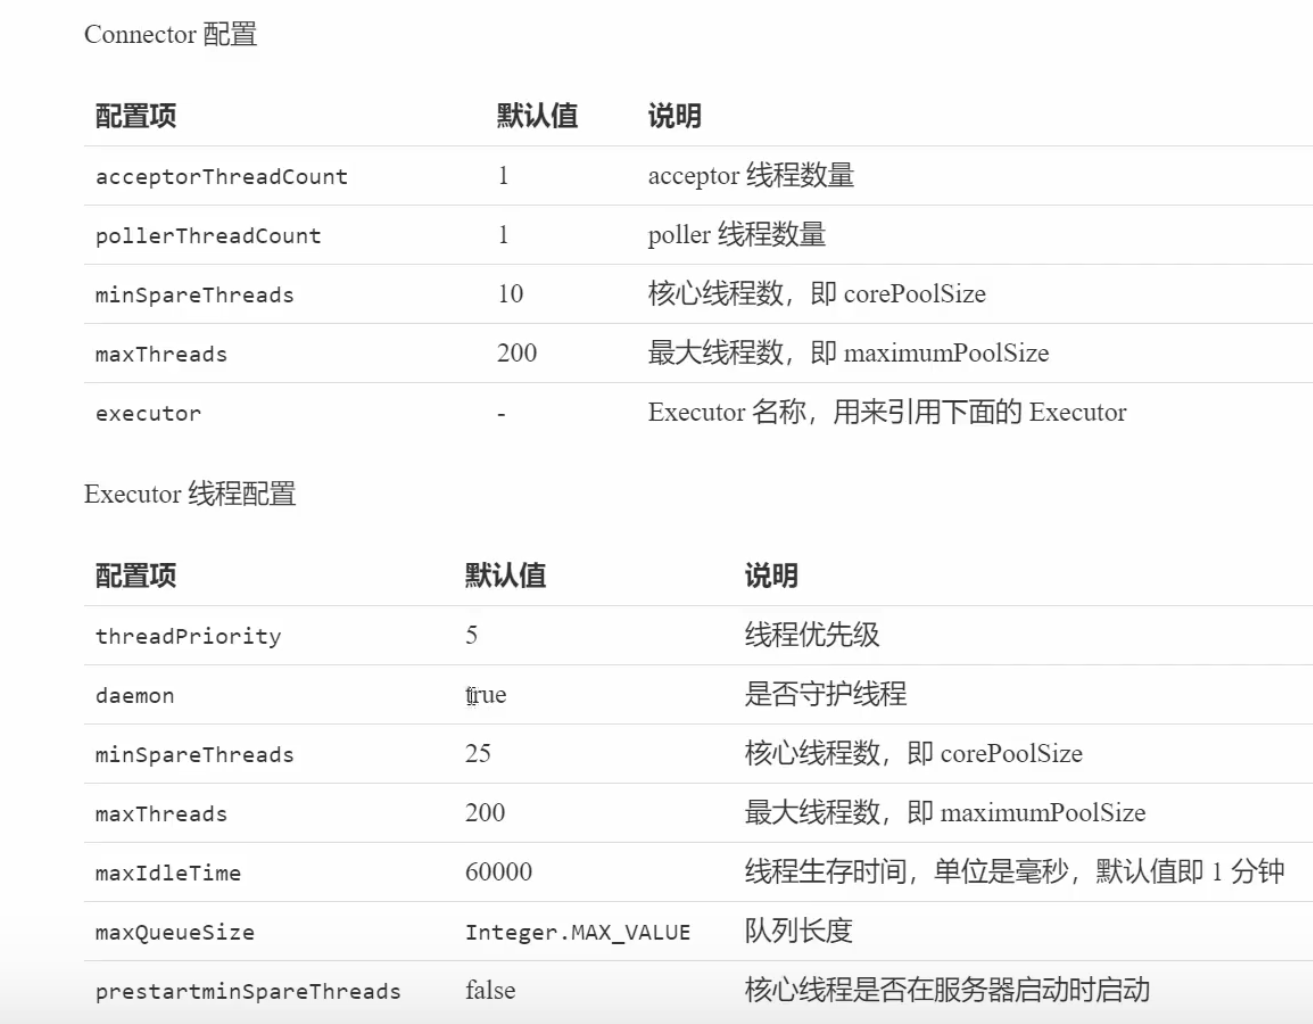 Connector 配置
配置项 默认值 说明
acceptorThreadCount 1 acceptor 线程数量
pollerThreadCount 1 poller 线程数量
minSpareThreads 10 核心线程数，即 corePoolSize
maxThreads 200 最大线程数，即 maximumPoolSize
executor - Executor 名称，用来引用下面的 Executor
Executor 线程配置
配置项 默认值 说明
threadPriority 5 线程优先级
daemon true 是否守护线程
minSpareThreads 25 核心线程数，即 corePoolSize
maxThreads 200 最大线程数，即 maximumPoolSize
maxIdleTime 60000 线程生存时间，单位是毫秒，默认值即 1 分钟
maxQueueSize Integer.MAX_VALUE 队列长度
prestartminSpareThreads false 核心线程是否在服务器启动时启动